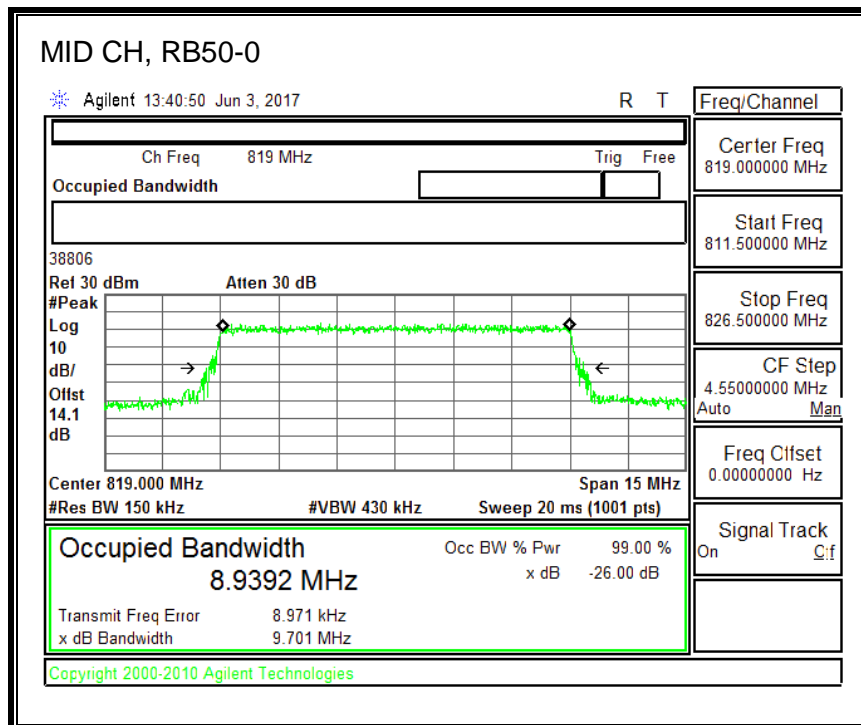 MID CH, RB50-0
Agilent 13:40:50 Jun 3, 2017 R T
Freq/Channel
Ch Freq 819 MHz Trig Free
Occupied Bandwidth
Center Freq
819.000000 MHz
Start Freq
811.500000 MHz
Stop Freq
826.500000 MHz
CF Step
4.55000000 MHz
Auto Man
Freq Offset
0.00000000 Hz
Signal Track
On Off
38806
Ref 30 dBm Atten 30 dB
#Peak
Log
10
dB/
Offst
14.1
dB
Center 819.000 MHz Span 15 MHz
#Res BW 150 kHz #VBW 430 kHz Sweep 20 ms (1001 pts)
Occupied Bandwidth
8.9392 MHz
Occ BW % Pwr 99.00 %
x dB -26.00 dB
Transmit Freq Error 8.971 kHz
x dB Bandwidth 9.701 MHz
Copyright 2000-2010 Agilent Technologies